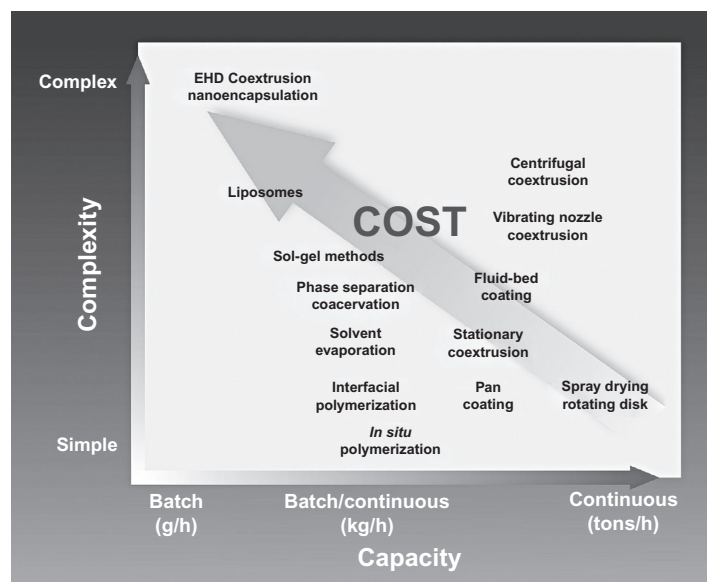 Complex
EHD Coextrusion
nanoencapsulation
Centrifugal
coextrusion
Liposomes
COST
Vibrating nozzle
coextrusion
Sol-gel methods
Fluid-bed
coating
Phase separation
coacervation
Solvent
evaporation
Stationary
coextrusion
Interfacial
polymerization
Pan
coating
Spray drying
rotating disk
In situ
polymerization
Complexity
Simple
Batch
(g/h)
Batch/continuous
(kg/h)
Continuous
(tons/h)
Capacity